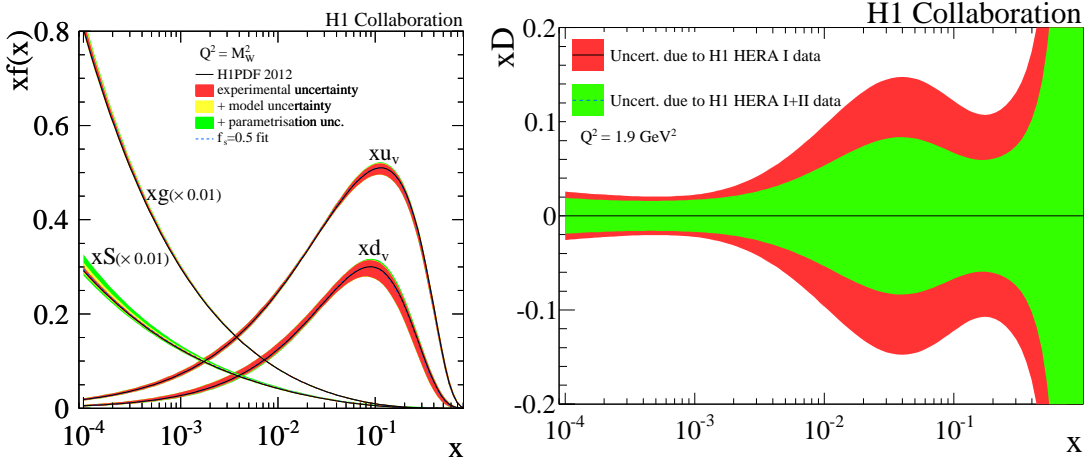 H1 Collaboration
xf(x)
0.8
0.6
0.4
0.2
0
Q² = M²_W
H1PDF 2012
experimental uncertainty
+ model uncertainty
+ parametrisation unc.
f_s=0.5 fit
xu_v
xg(× 0.01)
xd_v
xS(× 0.01)
10⁻⁴ 10⁻³ 10⁻² 10⁻¹
x
H1 Collaboration
xD
0.2
0.1
0
-0.1
-0.2
Uncert. due to H1 HERA I data
Uncert. due to H1 HERA I+II data
Q² = 1.9 GeV²
10⁻⁴ 10⁻³ 10⁻² 10⁻¹
x